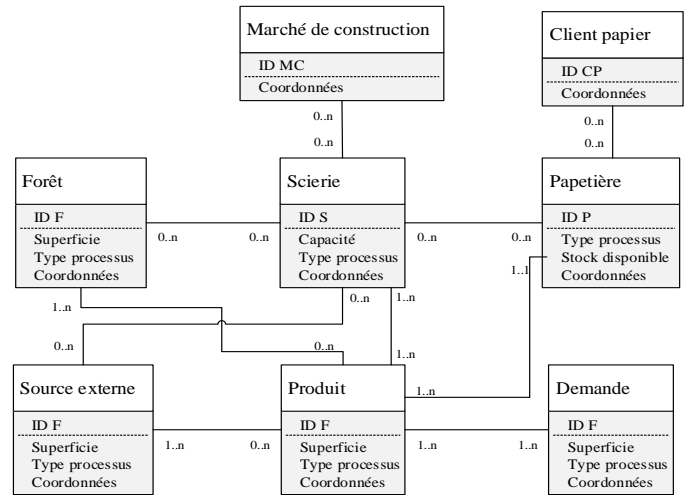 Marché de construction
ID MC
Coordonnées
Client papier
ID CP
Coordonnées
0..n
0..n
0..n
0..n
Forêt
ID F
Superficie
Type processus
Coordonnées
Scierie
ID S
Capacité
Type processus
Coordonnées
Papetière
ID P
Type processus
Stock disponible
Coordonnées
0..n
0..n
0..n
0..n
1..1
1..n
0..n
1..n
0..n
0..n
1..n
1..n
Source externe
ID F
Superficie
Type processus
Coordonnées
Produit
ID F
Superficie
Type processus
Coordonnées
Demande
ID F
Superficie
Type processus
Coordonnées
1..n
0..n
1..n
1..n